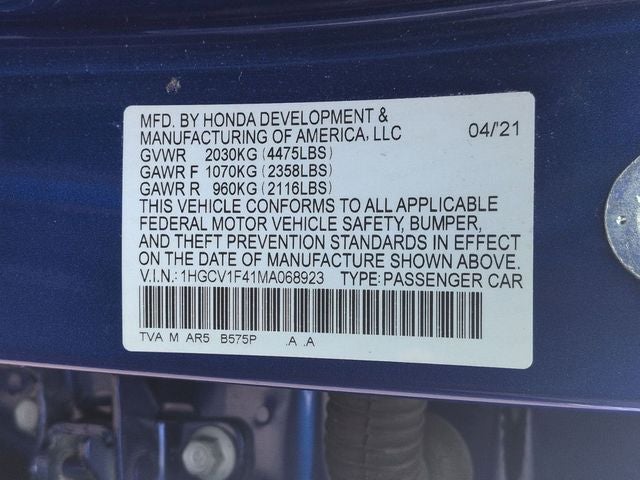 MFD. BY HONDA DEVELOPMENT &
MANUFACTURING OF AMERICA, LLC 04/'21
GVWR 2030KG (4475LBS)
GAWR F 1070KG (2358LBS)
GAWR R 960KG (2116LBS)
THIS VEHICLE CONFORMS TO ALL APPLICABLE
FEDERAL MOTOR VEHICLE SAFETY, BUMPER,
AND THEFT PREVENTION STANDARDS IN EFFECT
ON THE DATE OF MANUFACTURE SHOWN ABOVE.
V.I.N.: 1HGCV1F41MA068923 TYPE: PASSENGER CAR
TVA M AR5 B575P .A .A